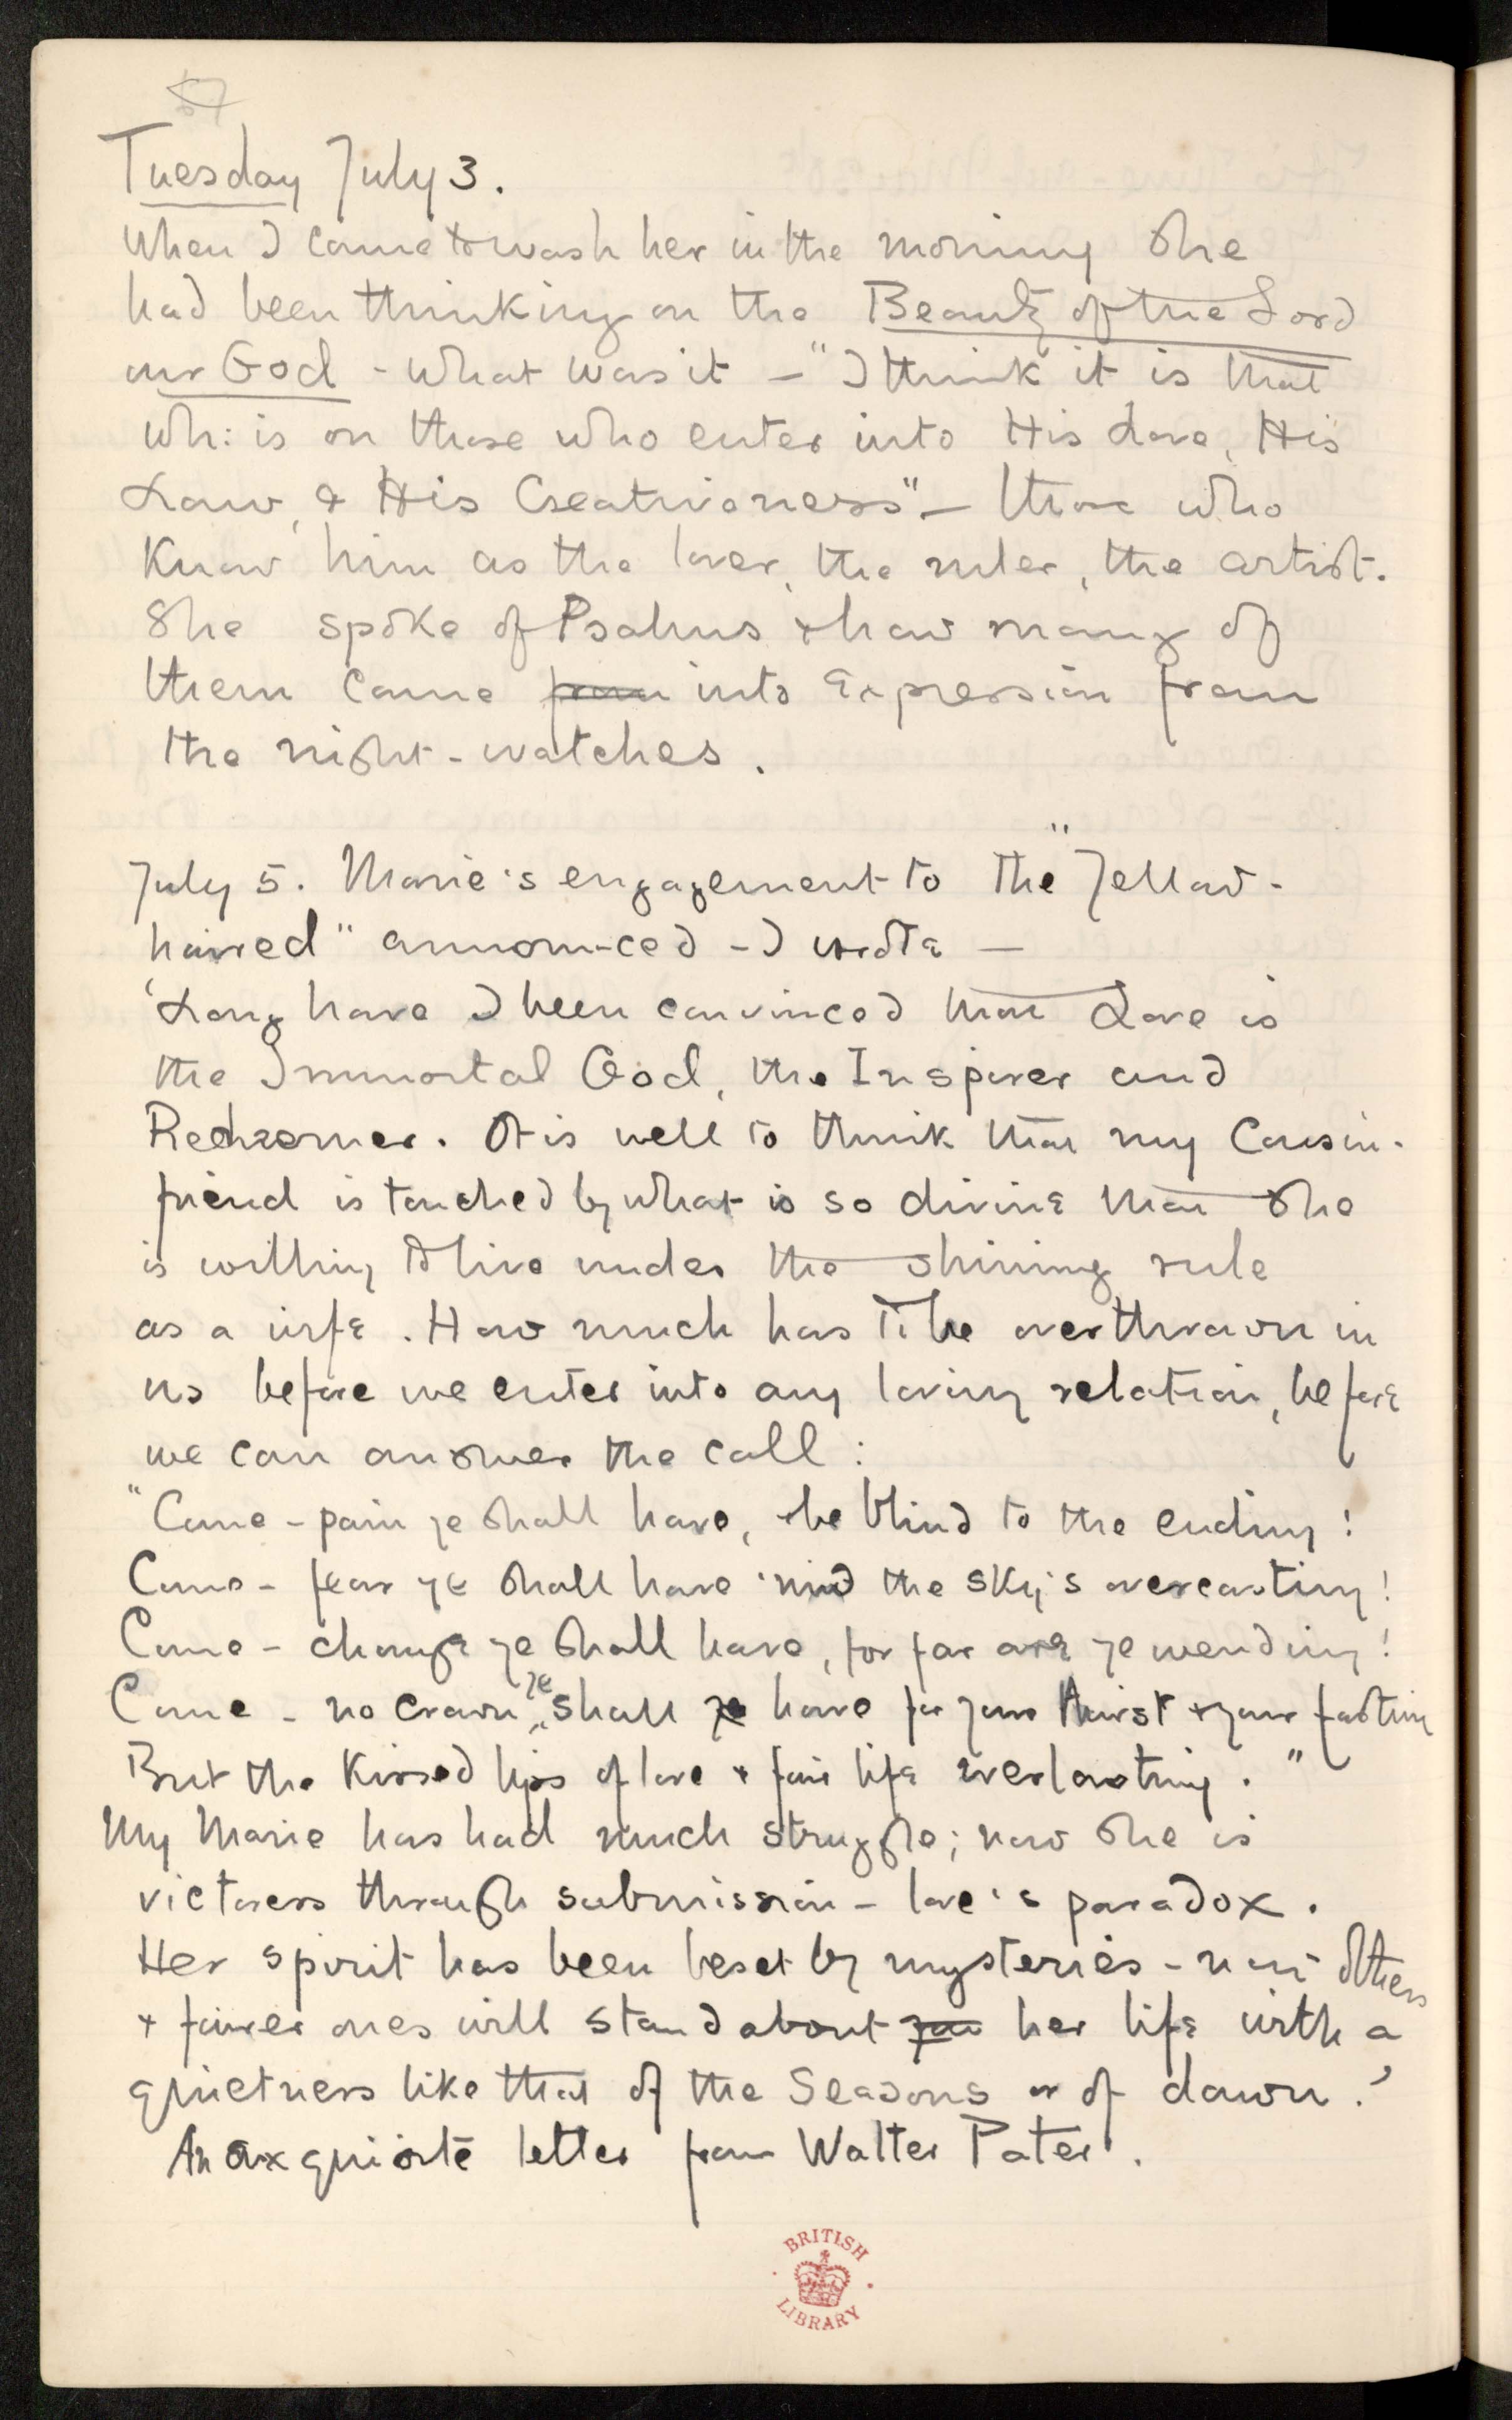 Tuesday July 3.
When I came to wash her in the morning she
had been thinking on the Beauty of the Lord
our God - what was it - "I think it is that
wh: is on those who enter into His Love, His
Law, & His Creativeness" - those who
know him as the lover, the ruler, the artist.
She spoke of Psalms & how many of
them came from into expression from
the night-watches.
July 5. Marie's engagement to the "Yellow-
haired" announced - I wrote -
'Long have I been convinced that Love is
the Immortal God, the Inspirer and
Redeemer. It is well to think that my Cousin-
friend is touched by what is so divine that she
is willing to live under the shining rule
as a wife. How much has to be overthrown in
us before we enter into any loving relation, before
we can answer the call:
"Come - pain ye shall have, & be blind to the ending!
Come - fear ye shall have 'mid the sky's overcasting!
Come - change ye shall have, for far are ye wending!
Come - no crown ye shall ye have for your thirst & your fasting
But the kissed lips of love & fair life everlasting."
My Marie has had much struggle; now she is
victoress through submission - love's paradox.
Her spirit has been beset by mysteries - now others
& fairer ones will stand about you her life with a
quietness like that of the Seasons or of dawn.'
An exquisite letter from Walter Pater.
BRITISH
LIBRARY